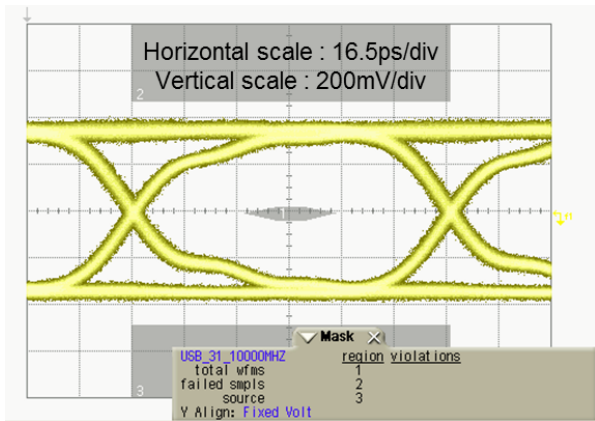 Horizontal scale : 16.5ps/div
Vertical scale : 200mV/div
2
1
Mask
USB_31_10000MHZ region violations
total wfms 1
failed smpls 2
source 3
Y Align: Fixed Volt
3